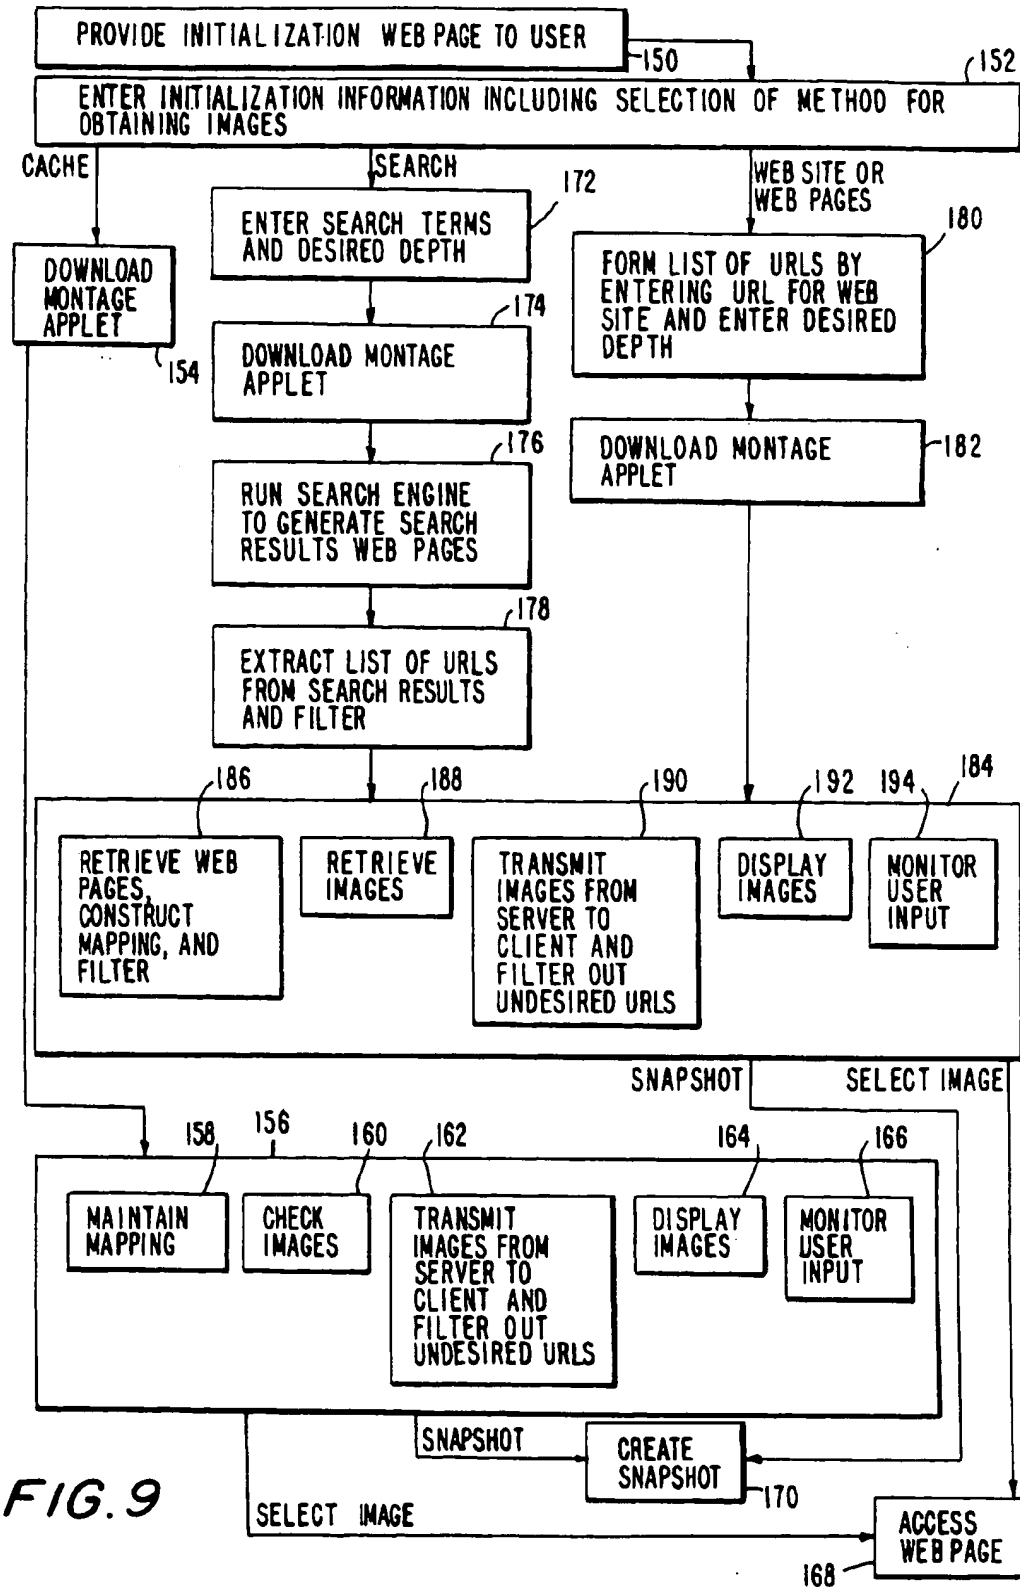 PROVIDE INITIALIZATION WEB PAGE TO USER
150
152
ENTER INITIALIZATION INFORMATION INCLUDING SELECTION OF METHOD FOR
OBTAINING IMAGES
CACHE
SEARCH
WEB SITE OR
WEB PAGES
DOWNLOAD
MONTAGE
APPLET
154
172
ENTER SEARCH TERMS
AND DESIRED DEPTH
174
DOWNLOAD MONTAGE
APPLET
176
RUN SEARCH ENGINE
TO GENERATE SEARCH
RESULTS WEB PAGES
178
EXTRACT LIST OF URLS
FROM SEARCH RESULTS
AND FILTER
180
FORM LIST OF URLS BY
ENTERING URL FOR WEB
SITE AND ENTER DESIRED
DEPTH
DOWNLOAD MONTAGE
APPLET
182
184
186
RETRIEVE WEB
PAGES,
CONSTRUCT
MAPPING, AND
FILTER
188
RETRIEVE
IMAGES
190
TRANSMIT
IMAGES FROM
SERVER TO
CLIENT AND
FILTER OUT
UNDESIRED URLS
192
DISPLAY
IMAGES
194
MONITOR
USER
INPUT
SNAPSHOT
SELECT IMAGE
156
158
MAINTAIN
MAPPING
160
CHECK
IMAGES
162
TRANSMIT
IMAGES FROM
SERVER TO
CLIENT AND
FILTER OUT
UNDESIRED URLS
164
DISPLAY
IMAGES
166
MONITOR
USER
INPUT
SNAPSHOT
CREATE
SNAPSHOT
170
SELECT IMAGE
ACCESS
WEB PAGE
168
FIG. 9